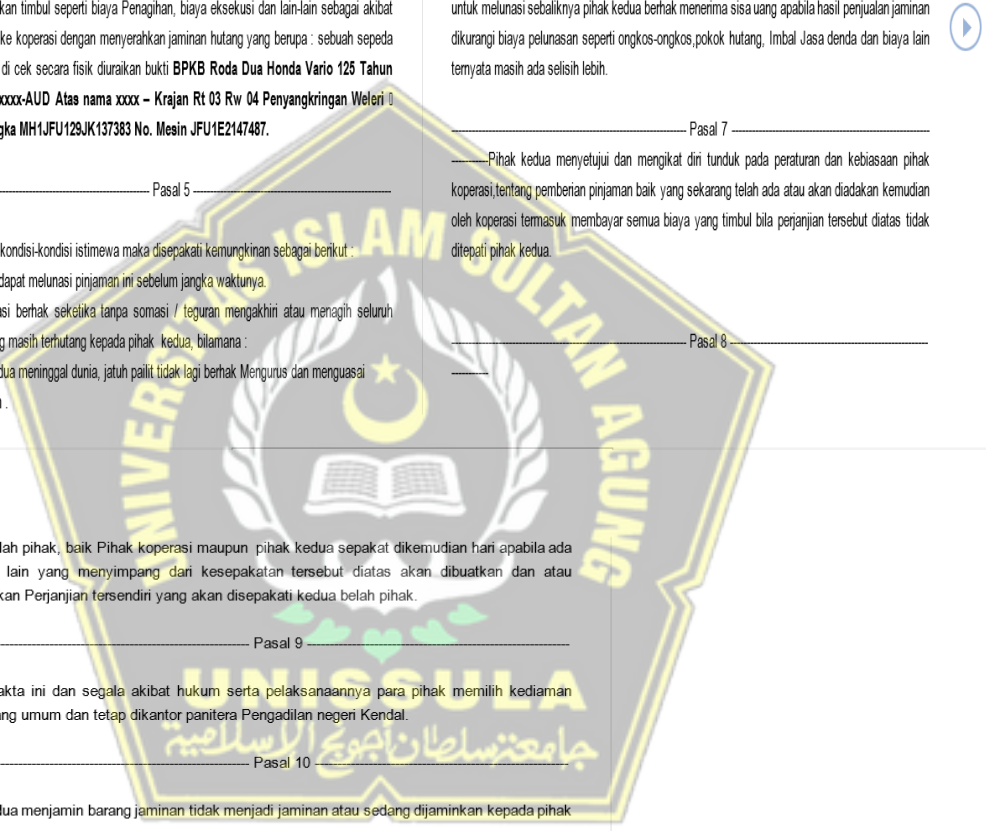 kan timbul seperti biaya Penagihan, biaya eksekusi dan lain-lain sebagai akibat
ke koperasi dengan menyerahkan jaminan hutang yang berupa : sebuah sepeda
di cek secara fisik diuraikan bukti BPKB Roda Dua Honda Vario 125 Tahun
xxxx-AUD Atas nama xxxx – Krajan Rt 03 Rw 04 Penyangkringan Weleri
gka MH1JFU129JK137383 No. Mesin JFU1E2147487.
Pasal 5
kondisi-kondisi istimewa maka disepakati kemungkinan sebagai berikut :
dapat melunasi pinjaman ini sebelum jangka waktunya.
asi berhak seketika tanpa somasi / teguran mengakhiri atau menagih seluruh
g masih terhutang kepada pihak kedua, bilamana :
dua meninggal dunia, jatuh pailit tidak lagi berhak Mengurus dan menguasai
untuk melunasi sebaliknya pihak kedua berhak menerima sisa uang apabila hasil penjualan jaminan
dikurangi biaya pelunasan seperti ongkos-ongkos,pokok hutang, Imbal Jasa denda dan biaya lain
ternyata masih ada selisih lebih.
Pasal 7
-----------Pihak kedua menyetujui dan mengikat diri tunduk pada peraturan dan kebiasaan pihak
koperasi,tentang pemberian pinjaman baik yang sekarang telah ada atau akan diadakan kemudian
oleh koperasi termasuk membayar semua biaya yang timbul bila perjanjian tersebut diatas tidak
ditepati pihak kedua.
Pasal 8
lah pihak, baik Pihak koperasi maupun pihak kedua sepakat dikemudian hari apabila ada
lain yang menyimpang dari kesepakatan tersebut diatas akan dibuatkan dan atau
kan Perjanjian tersendiri yang akan disepakati kedua belah pihak.
Pasal 9
akta ini dan segala akibat hukum serta pelaksanaannya para pihak memilih kediaman
ng umum dan tetap dikantor panitera Pengadilan negeri Kendal.
Pasal 10
dua menjamin barang jaminan tidak menjadi jaminan atau sedang dijaminkan kepada pihak
UNIVERSITAS ISLAM SULTAN AGUNG
UNISSULA
جامعة سلطان أجونج الإسلامية